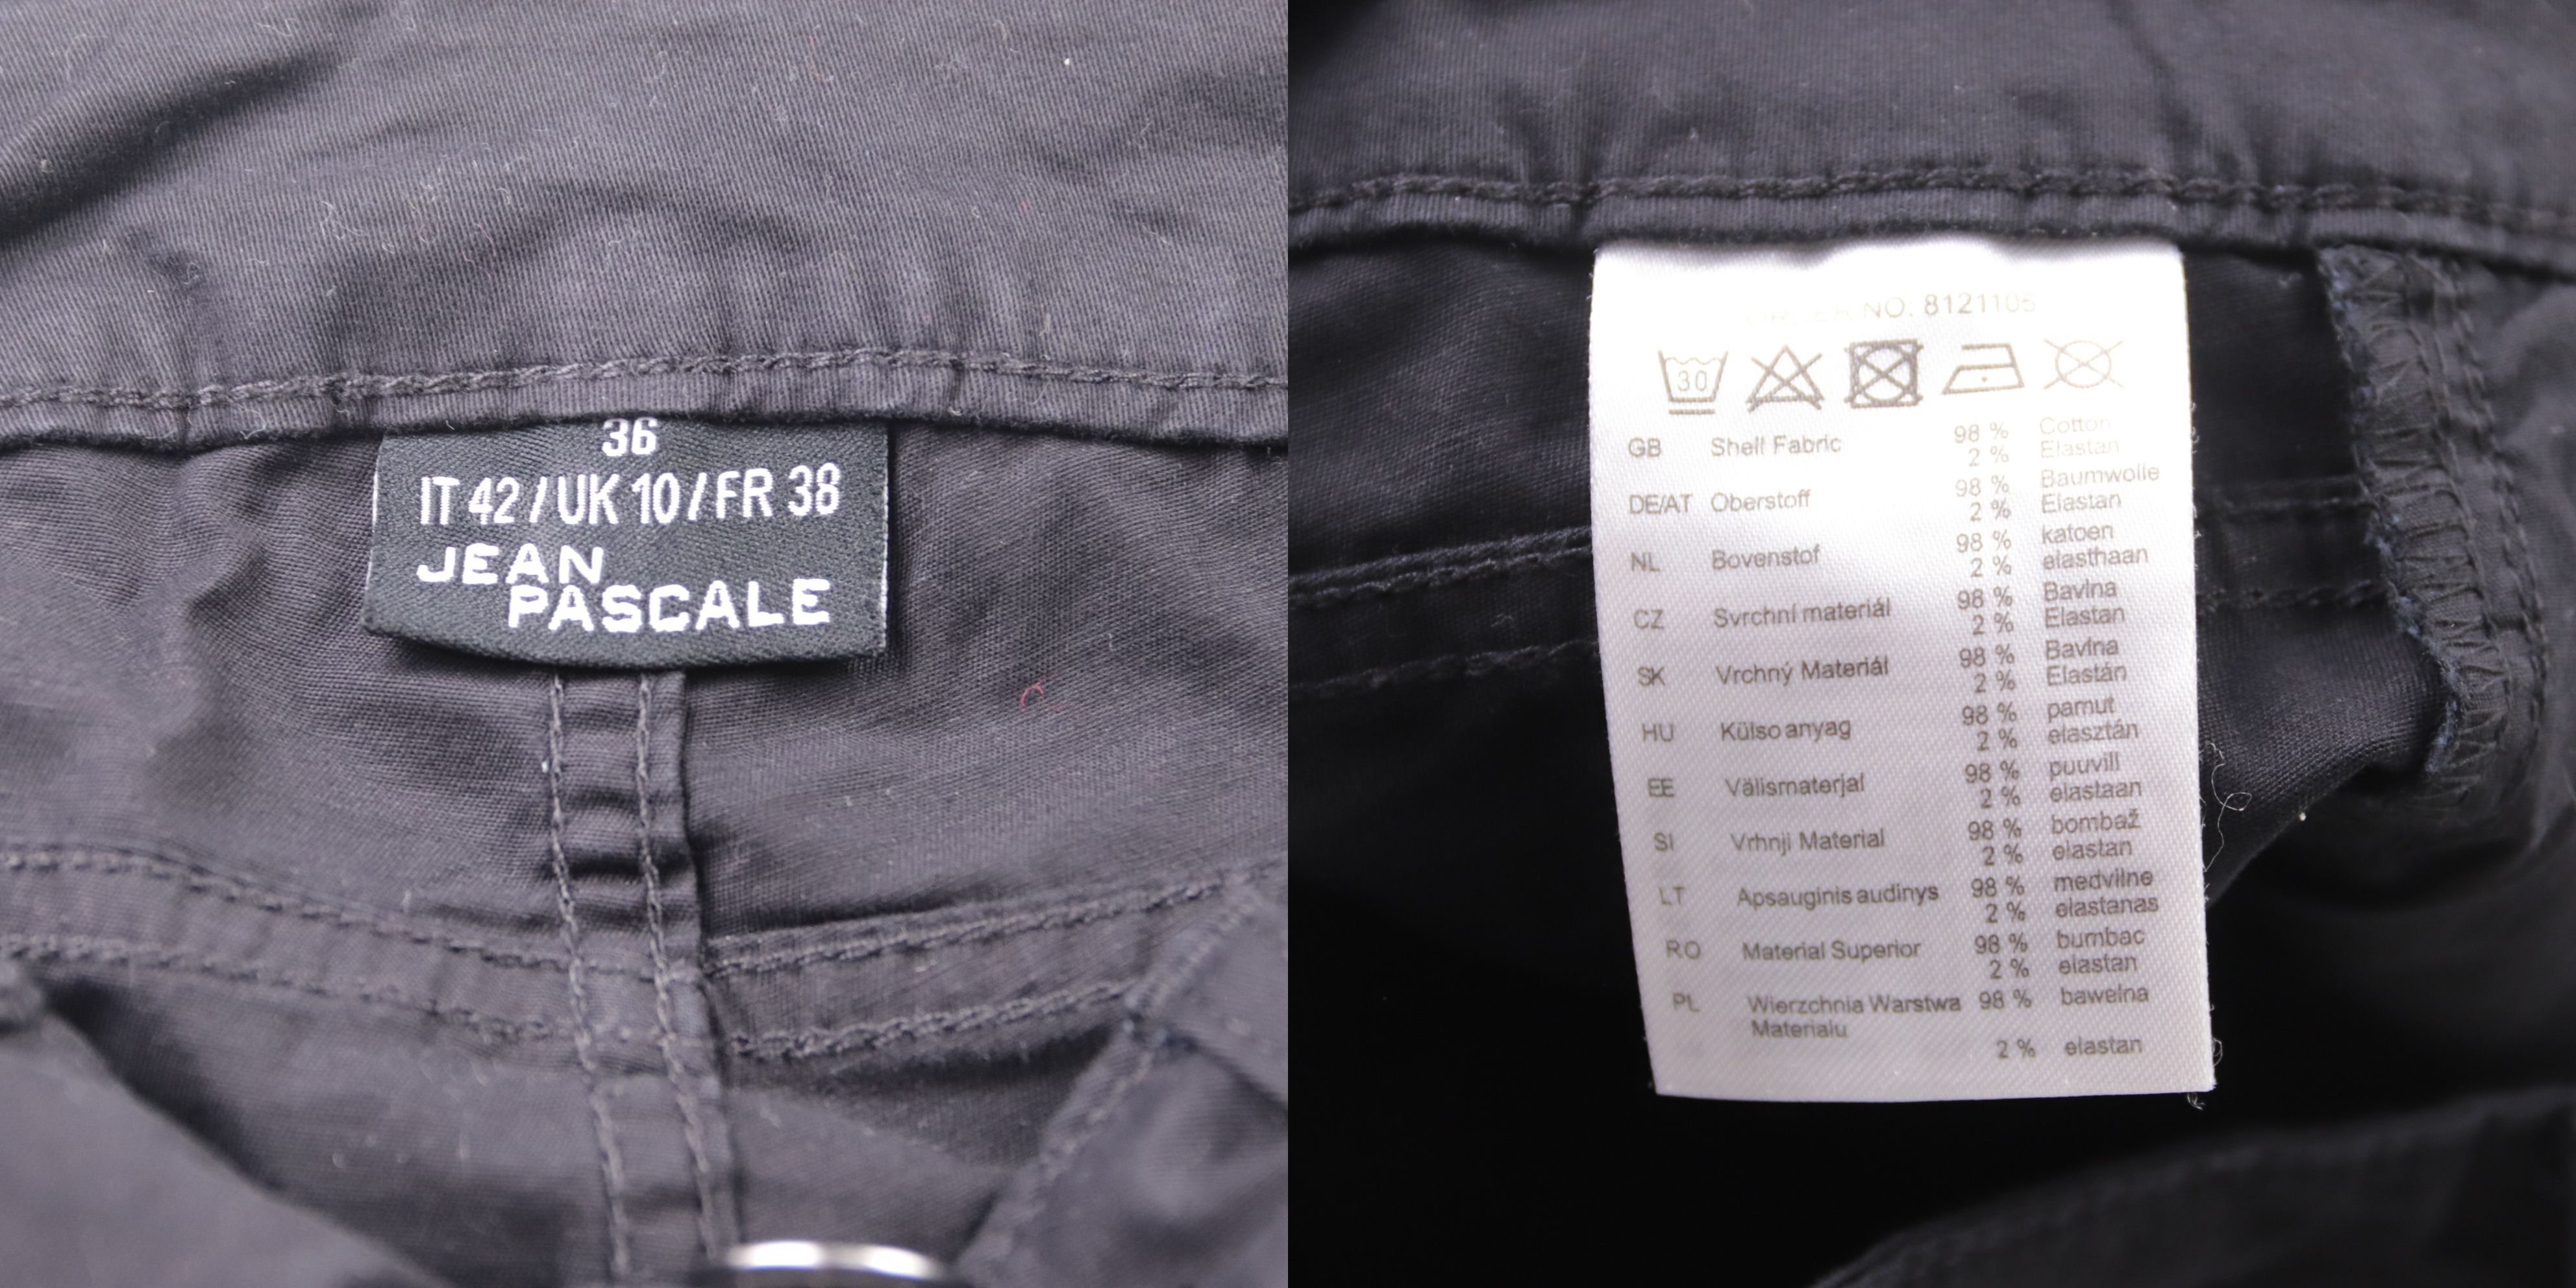 36
IT 42 / UK 10 / FR 38
JEAN
PASCALE
NO: 8121105
30
GB Shell Fabric 98 % Cotton
2 % Elastan
DE/AT Oberstoff 98 % Baumwolle
2 % Elastan
NL Bovenstof 98 % katoen
2 % elasthaan
CZ Svrchní materiál 98 % Bavlna
2 % Elastan
SK Vrchný Materiál 98 % Bavlna
2 % Elastán
HU Külso anyag 98 % pamut
2 % elasztán
EE Välismaterjal 98 % puuvill
2 % elastaan
SI Vrhnji Material 98 % bombaž
2 % elastan
LT Apsauginis audinys 98 % medvilne
2 % elastanas
RO Material Superior 98 % bumbac
2 % elastan
PL Wierzchnia Warstwa 98 % bawelna
Materialu
2 % elastan